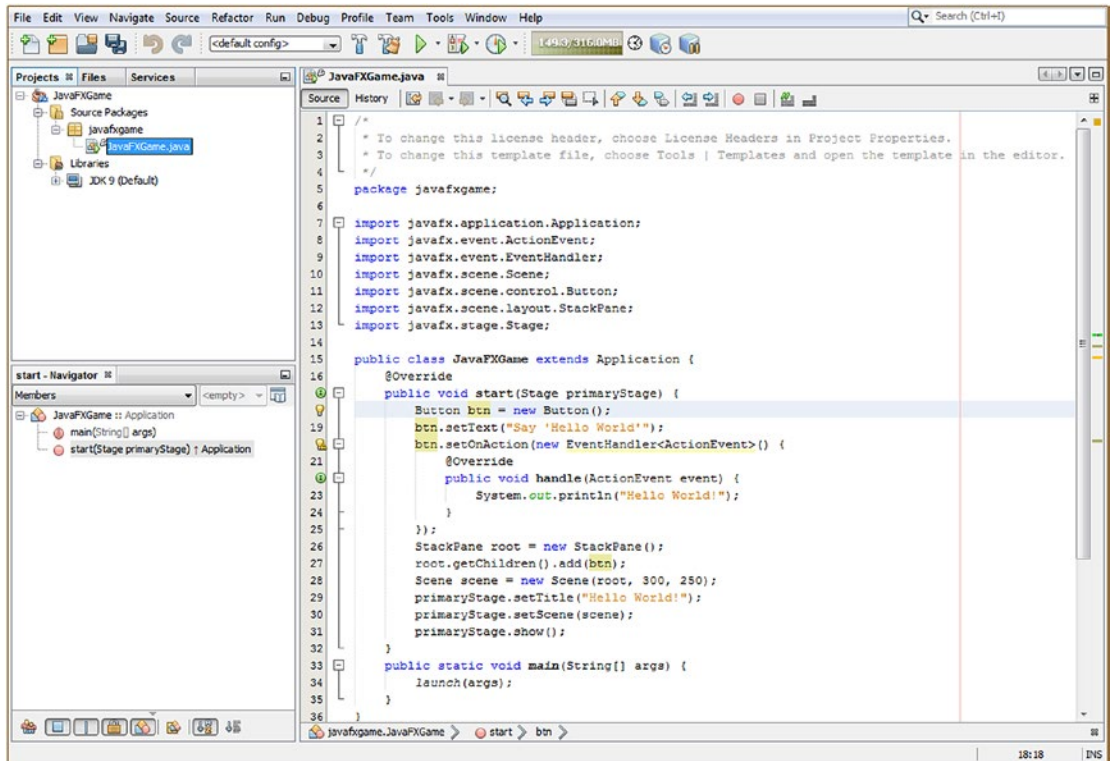 File Edit View Navigate Source Refactor Run Debug Profile Team Tools Window Help
Search (Ctrl+I)
<default config>
149.3/316.0MB
Projects Files Services
JavaFXGame
Source Packages
javafxgame
JavaFXGame.java
Libraries
JDK 9 (Default)
start - Navigator
Members
<empty>
JavaFXGame :: Application
main(String[] args)
start(Stage primaryStage) ↑ Application
JavaFXGame.java
Source History
1 /*
2 * To change this license header, choose License Headers in Project Properties.
3 * To change this template file, choose Tools | Templates and open the template in the editor.
4 */
5 package javafxgame;
6
7 import javafx.application.Application;
8 import javafx.event.ActionEvent;
9 import javafx.event.EventHandler;
10 import javafx.scene.Scene;
11 import javafx.scene.control.Button;
12 import javafx.scene.layout.StackPane;
13 import javafx.stage.Stage;
14
15 public class JavaFXGame extends Application {
16 @Override
public void start(Stage primaryStage) {
Button btn = new Button();
19 btn.setText("Say 'Hello World'");
btn.setOnAction(new EventHandler<ActionEvent>() {
21 @Override
public void handle(ActionEvent event) {
23 System.out.println("Hello World!");
24 }
25 });
26 StackPane root = new StackPane();
27 root.getChildren().add(btn);
28 Scene scene = new Scene(root, 300, 250);
29 primaryStage.setTitle("Hello World!");
30 primaryStage.setScene(scene);
31 primaryStage.show();
32 }
33 public static void main(String[] args) {
34 launch(args);
35 }
36 }
javafxgame.JavaFXGame start btn
18:18 INS